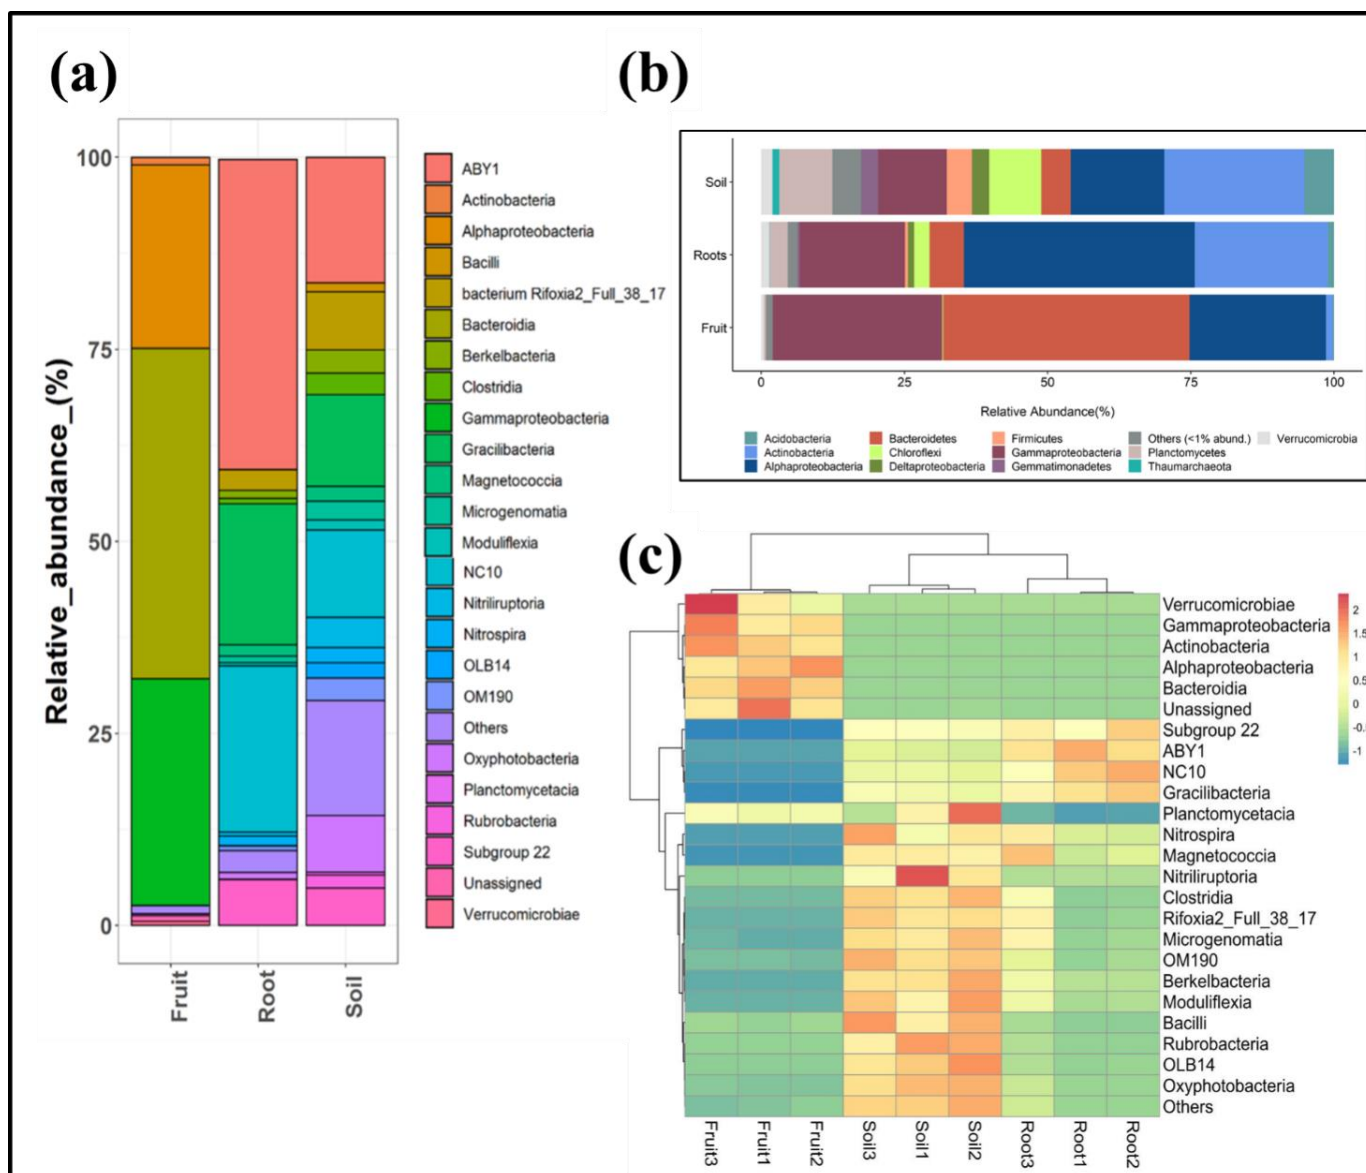 (a)
Relative_abundance_(%)
100
75
50
25
0
Fruit
Root
Soil
ABY1
Actinobacteria
Alphaproteobacteria
Bacilli
bacterium Rifoxia2_Full_38_17
Bacteroidia
Berkelbacteria
Clostridia
Gammaproteobacteria
Gracilibacteria
Magnetococcia
Microgenomatia
Moduliflexia
NC10
Nitriliruptoria
Nitrospira
OLB14
OM190
Others
Oxyphotobacteria
Planctomycetacia
Rubrobacteria
Subgroup 22
Unassigned
Verrucomicrobiae
(b)
Soil
Roots
Fruit
0 25 50 75 100
Relative Abundance(%)
Acidobacteria Bacteroidetes Firmicutes Others (<1% abund.) Verrucomicrobia
Actinobacteria Chloroflexi Gammaproteobacteria Planctomycetes
Alphaproteobacteria Deltaproteobacteria Gemmatimonadetes Thaumarchaeota
(c)
Verrucomicrobiae
Gammaproteobacteria
Actinobacteria
Alphaproteobacteria
Bacteroidia
Unassigned
Subgroup 22
ABY1
NC10
Gracilibacteria
Planctomycetacia
Nitrospira
Magnetococcia
Nitriliruptoria
Clostridia
Rifoxia2_Full_38_17
Microgenomatia
OM190
Berkelbacteria
Moduliflexia
Bacilli
Rubrobacteria
OLB14
Oxyphotobacteria
Others
Fruit3
Fruit1
Fruit2
Soil3
Soil1
Soil2
Root3
Root1
Root2
2
1.5
1
0.5
0
-0.5
-1